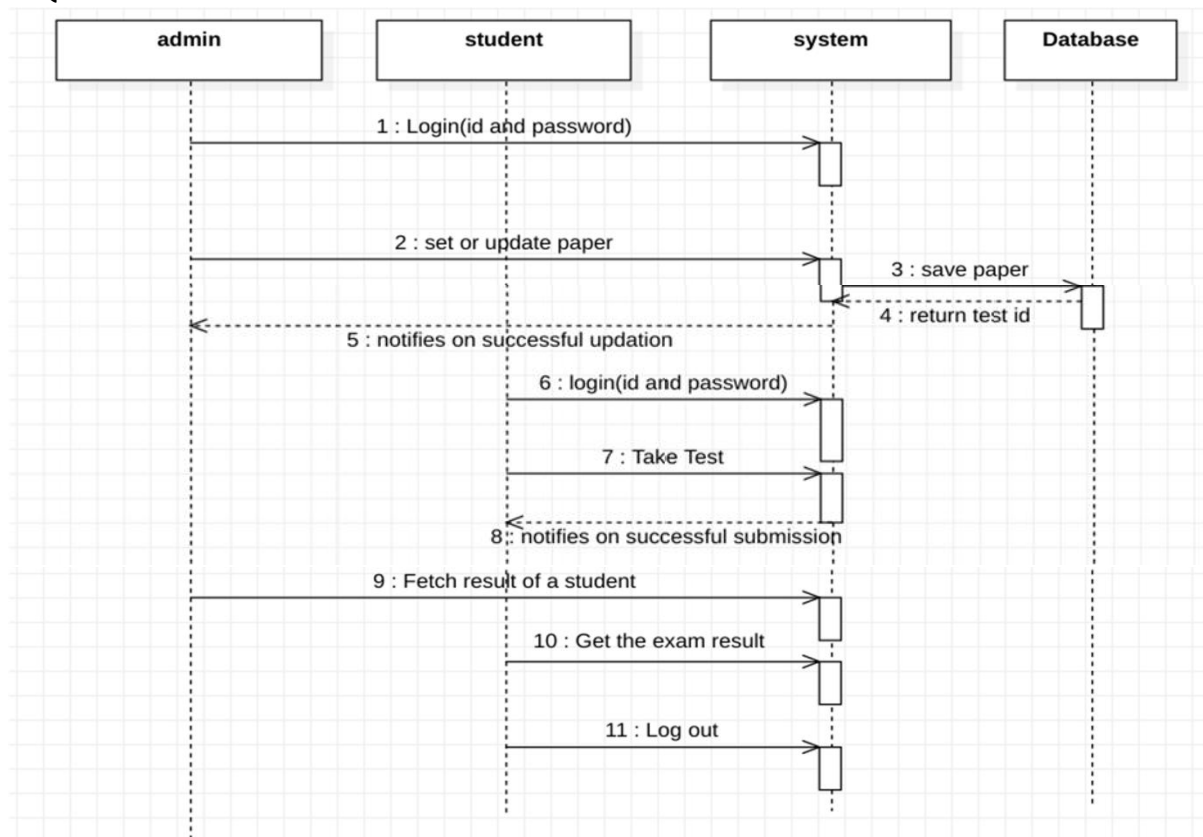 admin
student
system
Database
1 : Login(id and password)
2 : set or update paper
3 : save paper
4 : return test id
5 : notifies on successful updation
6 : login(id and password)
7 : Take Test
8 : notifies on successful submission
9 : Fetch result of a student
10 : Get the exam result
11 : Log out